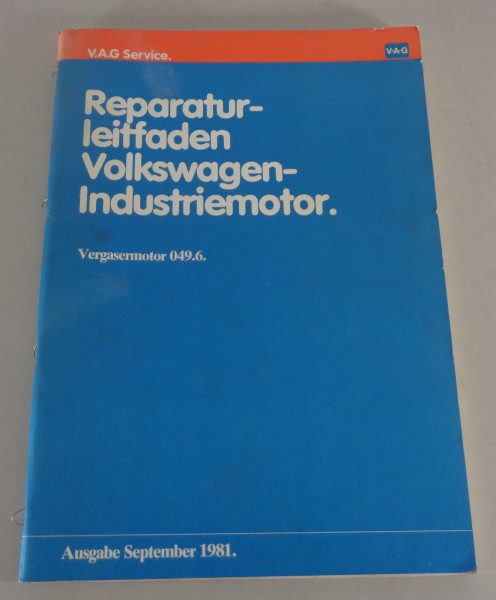 V.A.G Service.
V·A·G
Reparatur-
leitfaden
Volkswagen-
Industriemotor.
Vergasermotor 049.6.
Ausgabe September 1981.